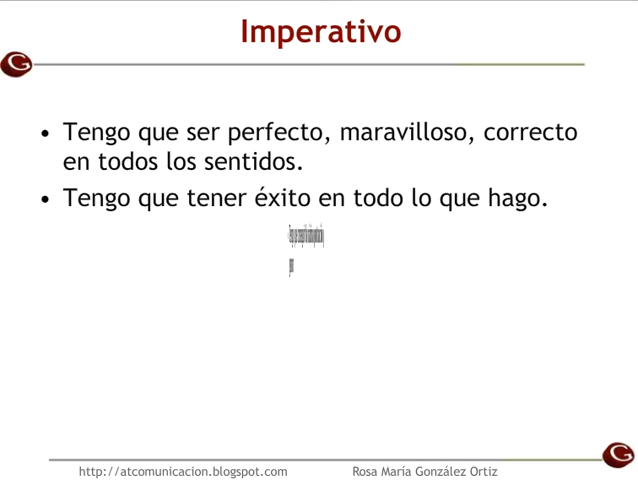 Imperativo
G
• Tengo que ser perfecto, maravilloso, correcto
en todos los sentidos.
• Tengo que tener éxito en todo lo que hago.
G
http://atcomunicacion.blogspot.com Rosa María González Ortiz